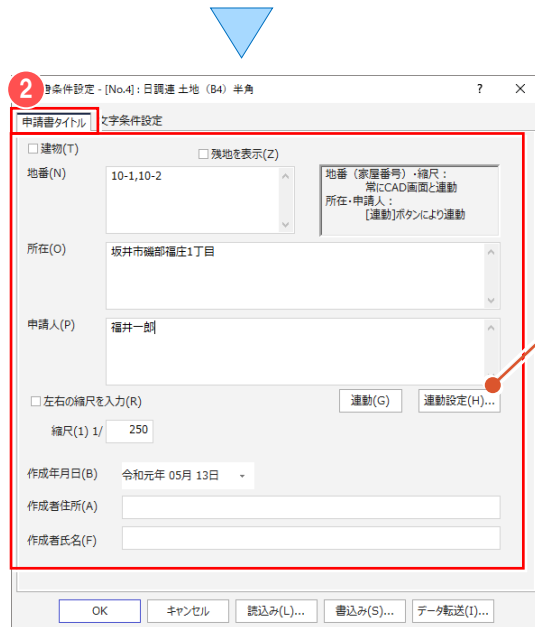 2
書条件設定 - [No.4] : 日調連 土地（B4）半角
? ×
申請書タイトル 文字条件設定
建物(T)
残地を表示(Z)
地番(N)
10-1,10-2
地番（家屋番号）・縮尺：
常にCAD画面と連動
所在・申請人：
[連動]ボタンにより連動
所在(O)
坂井市磯部福庄1丁目
申請人(P)
福井一郎
左右の縮尺を入力(R)
連動(G) 連動設定(H)...
縮尺(1) 1/ 250
作成年月日(B) 令和元年 05月 13日
作成者住所(A)
作成者氏名(F)
OK キャンセル 読込み(L)... 書込み(S)... データ転送(I)...